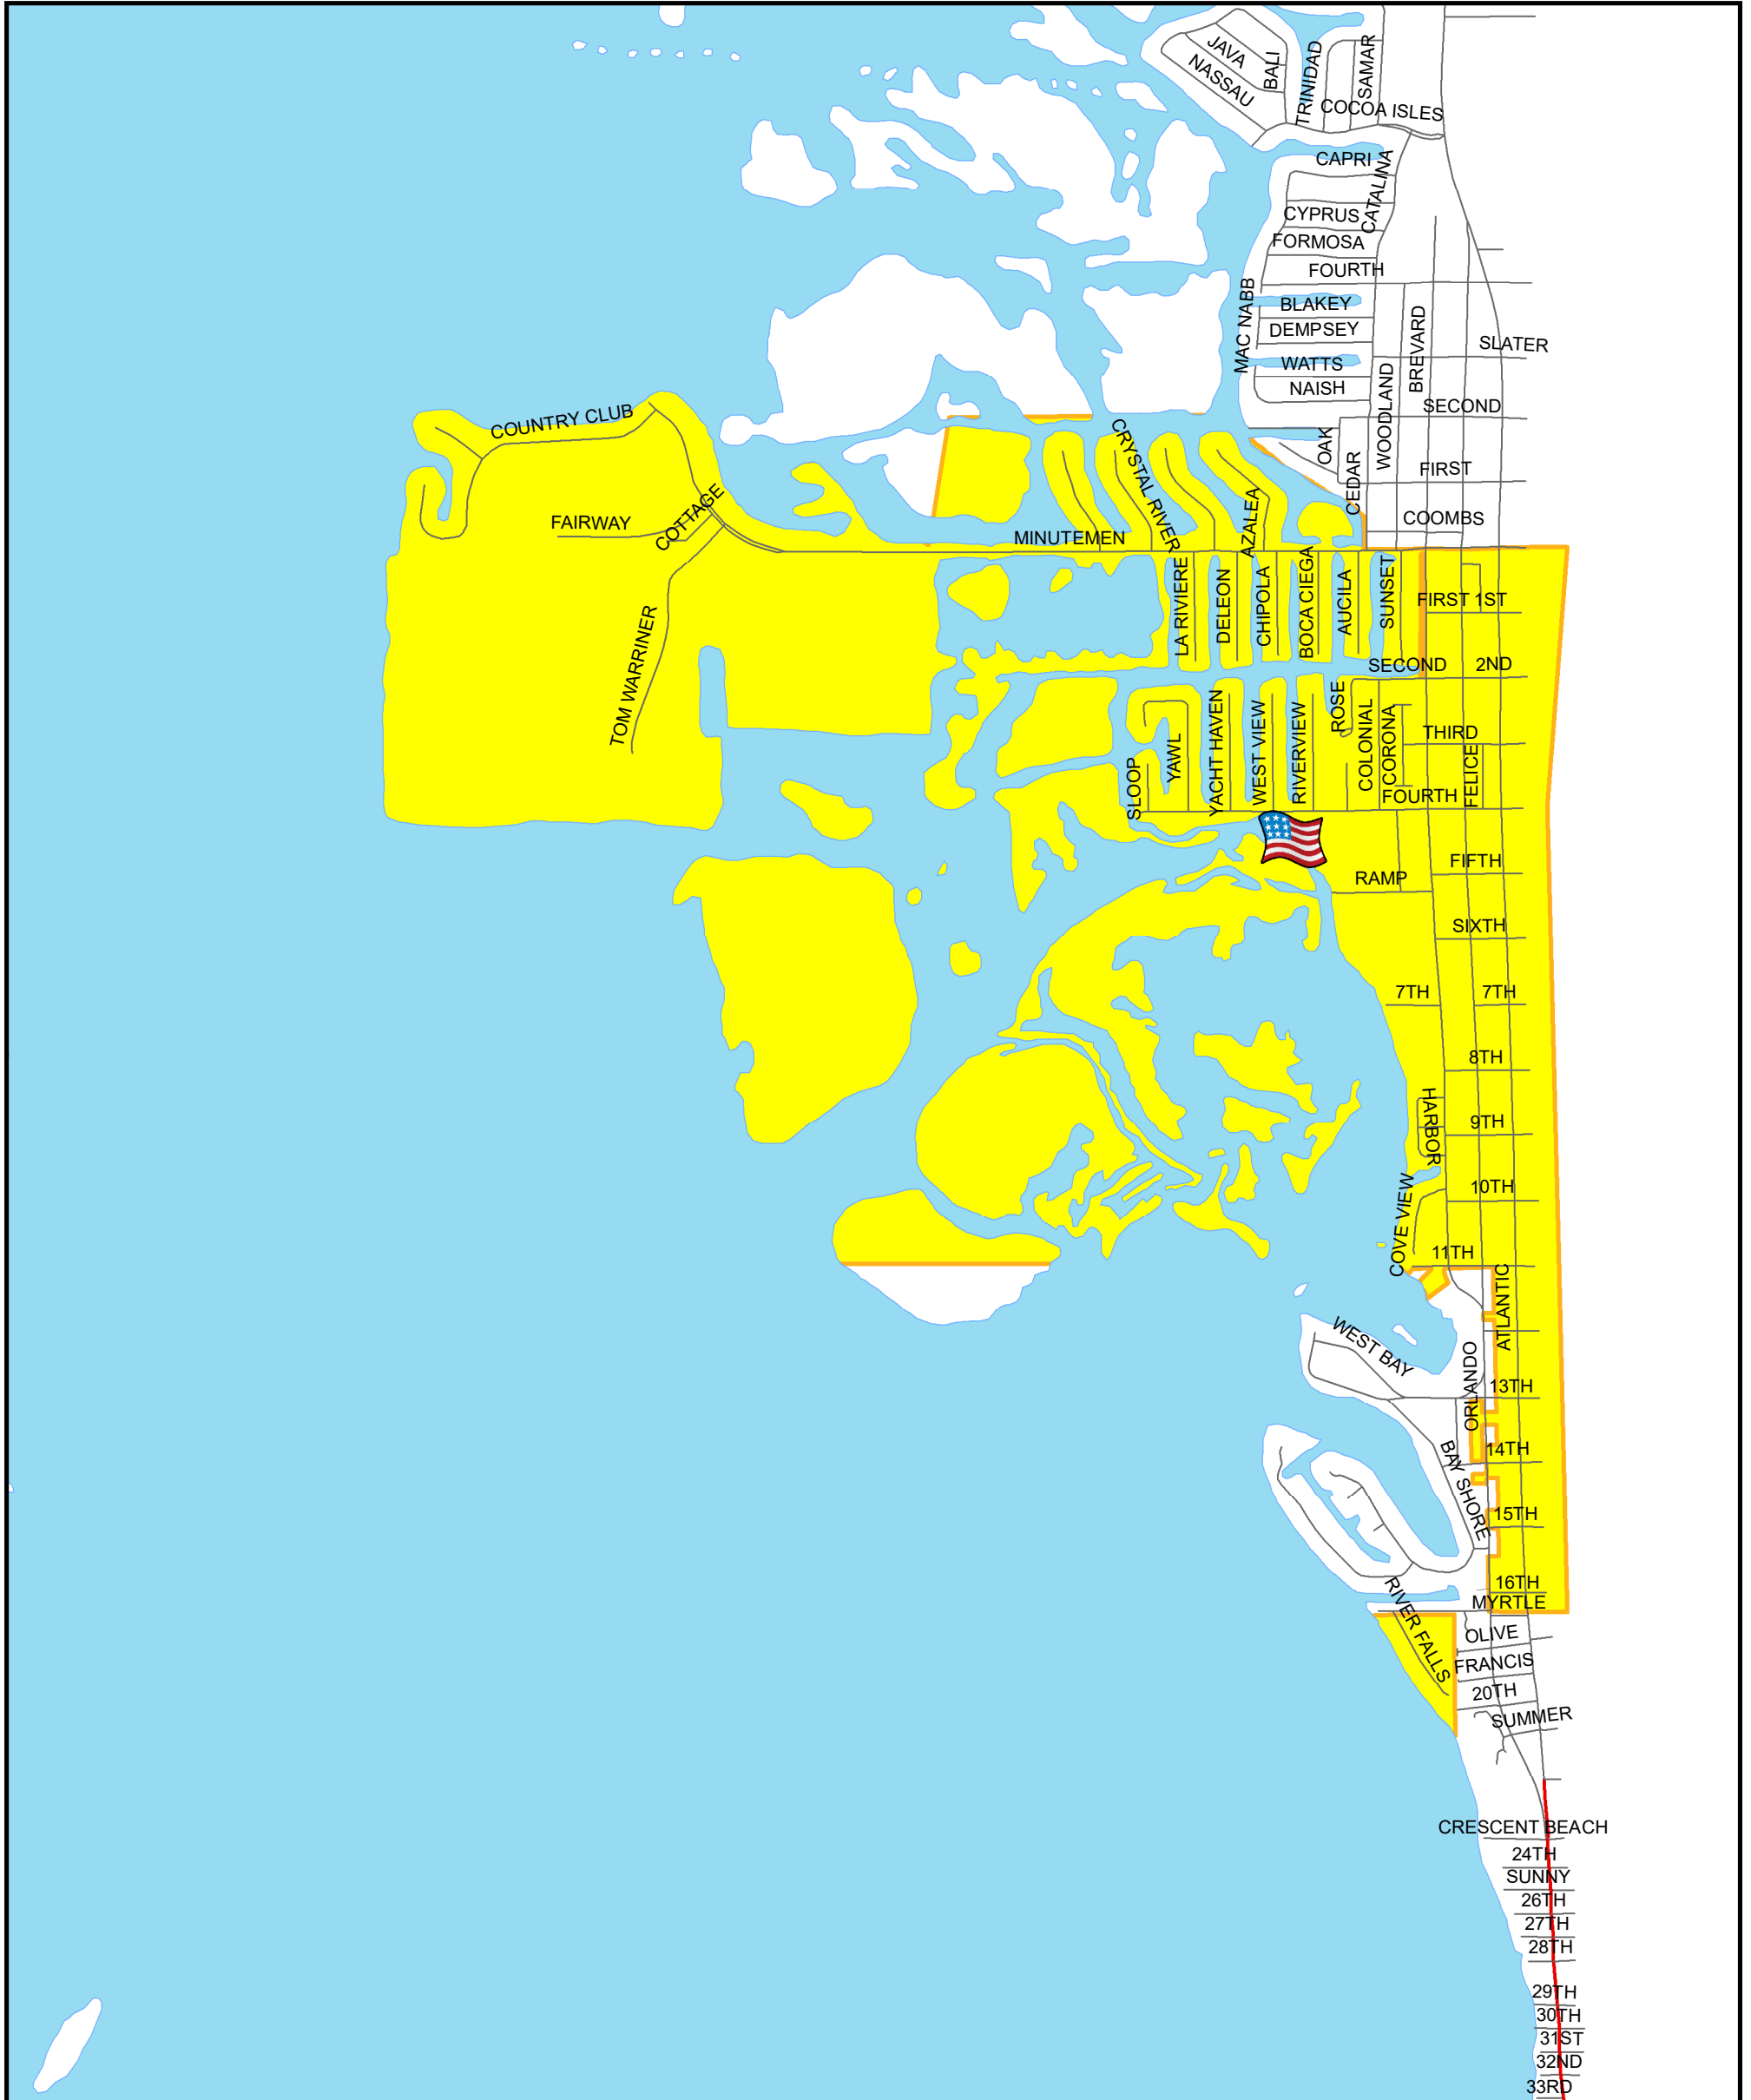 JAVA
BALI
NASSAU
TRINIDAD
SAMAR
COCOA ISLES
CAPRI
CATALINA
CYPRUS
FORMOSA
FOURTH
MAC NABB
BLAKEY
DEMPSEY
BREVARD
SLATER
WATTS
NAISH
WOODLAND
SECOND
COUNTRY CLUB
CRYSTAL RIVER
OAK
CEDAR
FIRST
AZALEA
COTTAGE
FAIRWAY
COOMBS
MINUTEMEN
LA RIVIERE
DELEON
CHIPOLA
BOCA CIEGA
AUCILA
SUNSET
FIRST
1ST
TOM WARRINER
SECOND
2ND
SLOOP
YAWL
YACHT HAVEN
WEST VIEW
RIVERVIEW
ROSE
COLONIAL
CORONA
THIRD
FELICE
FOURTH
FIFTH
RAMP
SIXTH
7TH
7TH
8TH
HARBOR
9TH
10TH
COVE VIEW
11TH
ATLANTIC
WEST BAY
ORLANDO
13TH
14TH
BAY SHORE
15TH
16TH
MYRTLE
RIVER FALLS
OLIVE
FRANCIS
20TH
SUMMER
CRESCENT BEACH
24TH
SUNNY
26TH
27TH
28TH
29TH
30TH
31ST
32ND
33RD